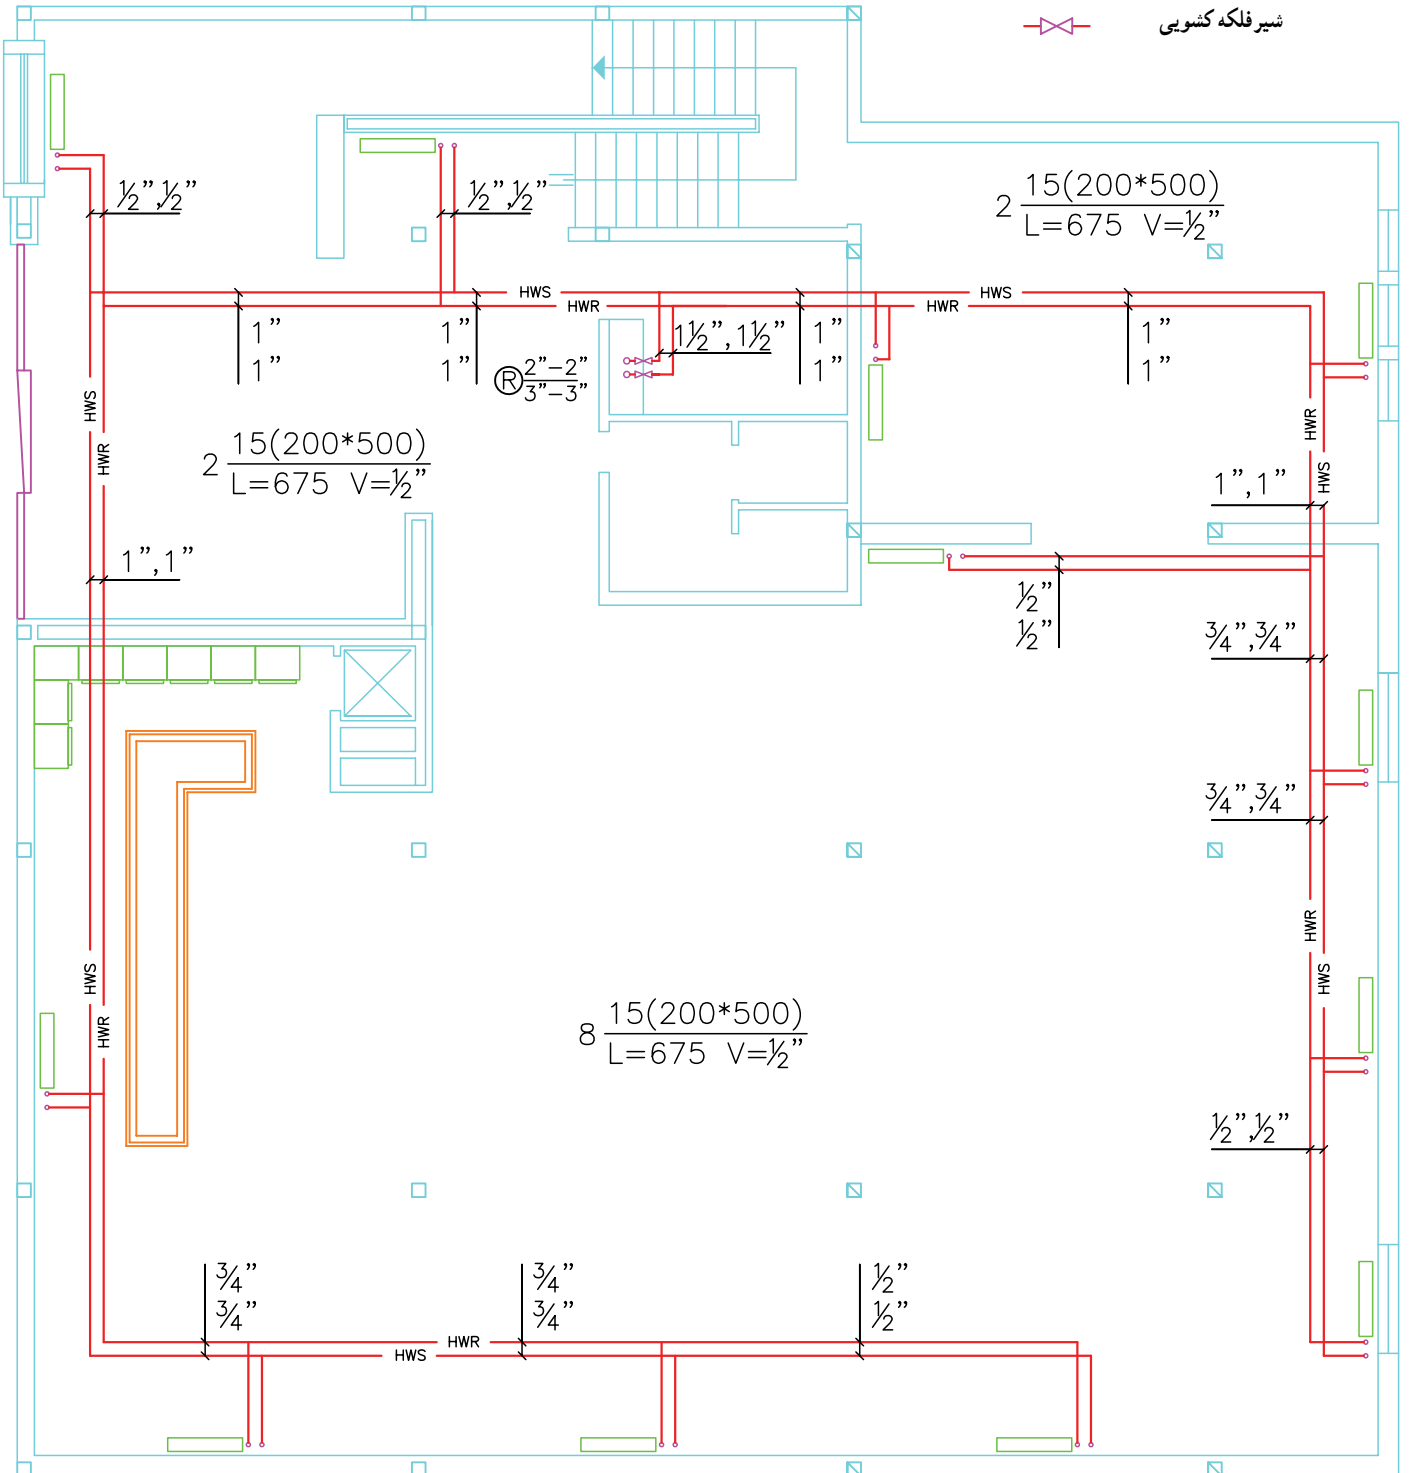 شیر فلکه کشویی
½”,½”
½”,½”
2 15(200*500)
L=675 V=½”
HWS
HWR
HWS
HWR
1”
1”
1”
1”
1½”, 1½”
1”
1”
1”
1”
R 2”−2”
3”−3”
HWS
HWR
HWR
HWS
2 15(200*500)
L=675 V=½”
1”,1”
1”,1”
½”
½”
¾”,¾”
¾”,¾”
HWR
HWS
HWS
HWR
8 15(200*500)
L=675 V=½”
½”,½”
¾”
¾”
¾”
¾”
½”
½”
HWR
HWS